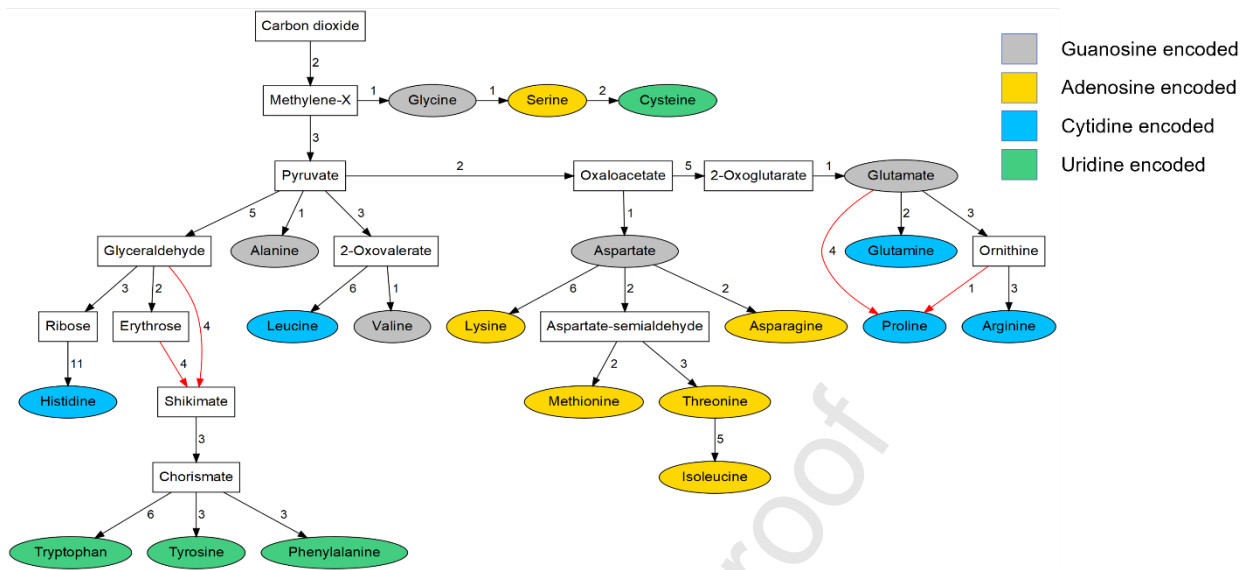 Carbon dioxide
2
Methylene-X
1
Glycine
1
Serine
2
Cysteine
3
Pyruvate
2
Oxaloacetate
5
2-Oxoglutarate
1
Glutamate
5
1
3
1
4
2
3
Glyceraldehyde
Alanine
2-Oxovalerate
Aspartate
Glutamine
Ornithine
3
2
4
6
1
6
2
2
1
3
Ribose
Erythrose
Leucine
Valine
Lysine
Aspartate-semialdehyde
Asparagine
Proline
Arginine
11
4
2
3
Histidine
Shikimate
Methionine
Threonine
3
5
Chorismate
Isoleucine
6
3
3
Tryptophan
Tyrosine
Phenylalanine
Guanosine encoded
Adenosine encoded
Cytidine encoded
Uridine encoded
roof